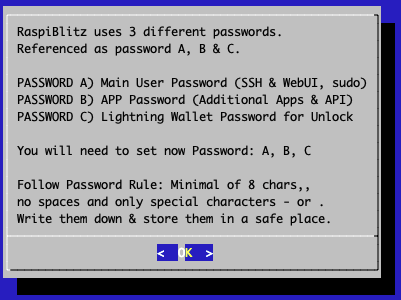 RaspiBlitz uses 3 different passwords.
Referenced as password A, B & C.
PASSWORD A) Main User Password (SSH & WebUI, sudo)
PASSWORD B) APP Password (Additional Apps & API)
PASSWORD C) Lightning Wallet Password for Unlock
You will need to set now Password: A, B, C
Follow Password Rule: Minimal of 8 chars,,
no spaces and only special characters - or .
Write them down & store them in a safe place.
<  OK  >